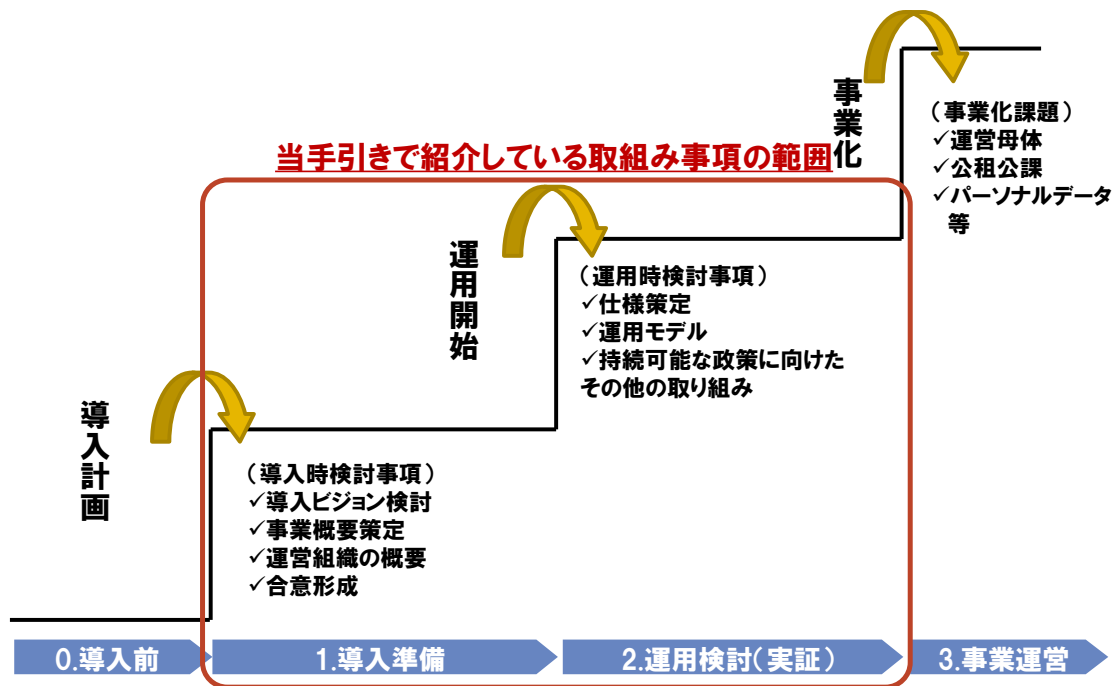 当手引きで紹介している取組み事項の範囲
導入計画
(導入時検討事項)
✓導入ビジョン検討
✓事業概要策定
✓運営組織の概要
✓合意形成
運用開始
(運用時検討事項)
✓仕様策定
✓運用モデル
✓持続可能な政策に向けた
その他の取り組み
事業化
(事業化課題)
✓運営母体
✓公租公課
✓パーソナルデータ
等
0.導入前
1.導入準備
2.運用検討(実証)
3.事業運営